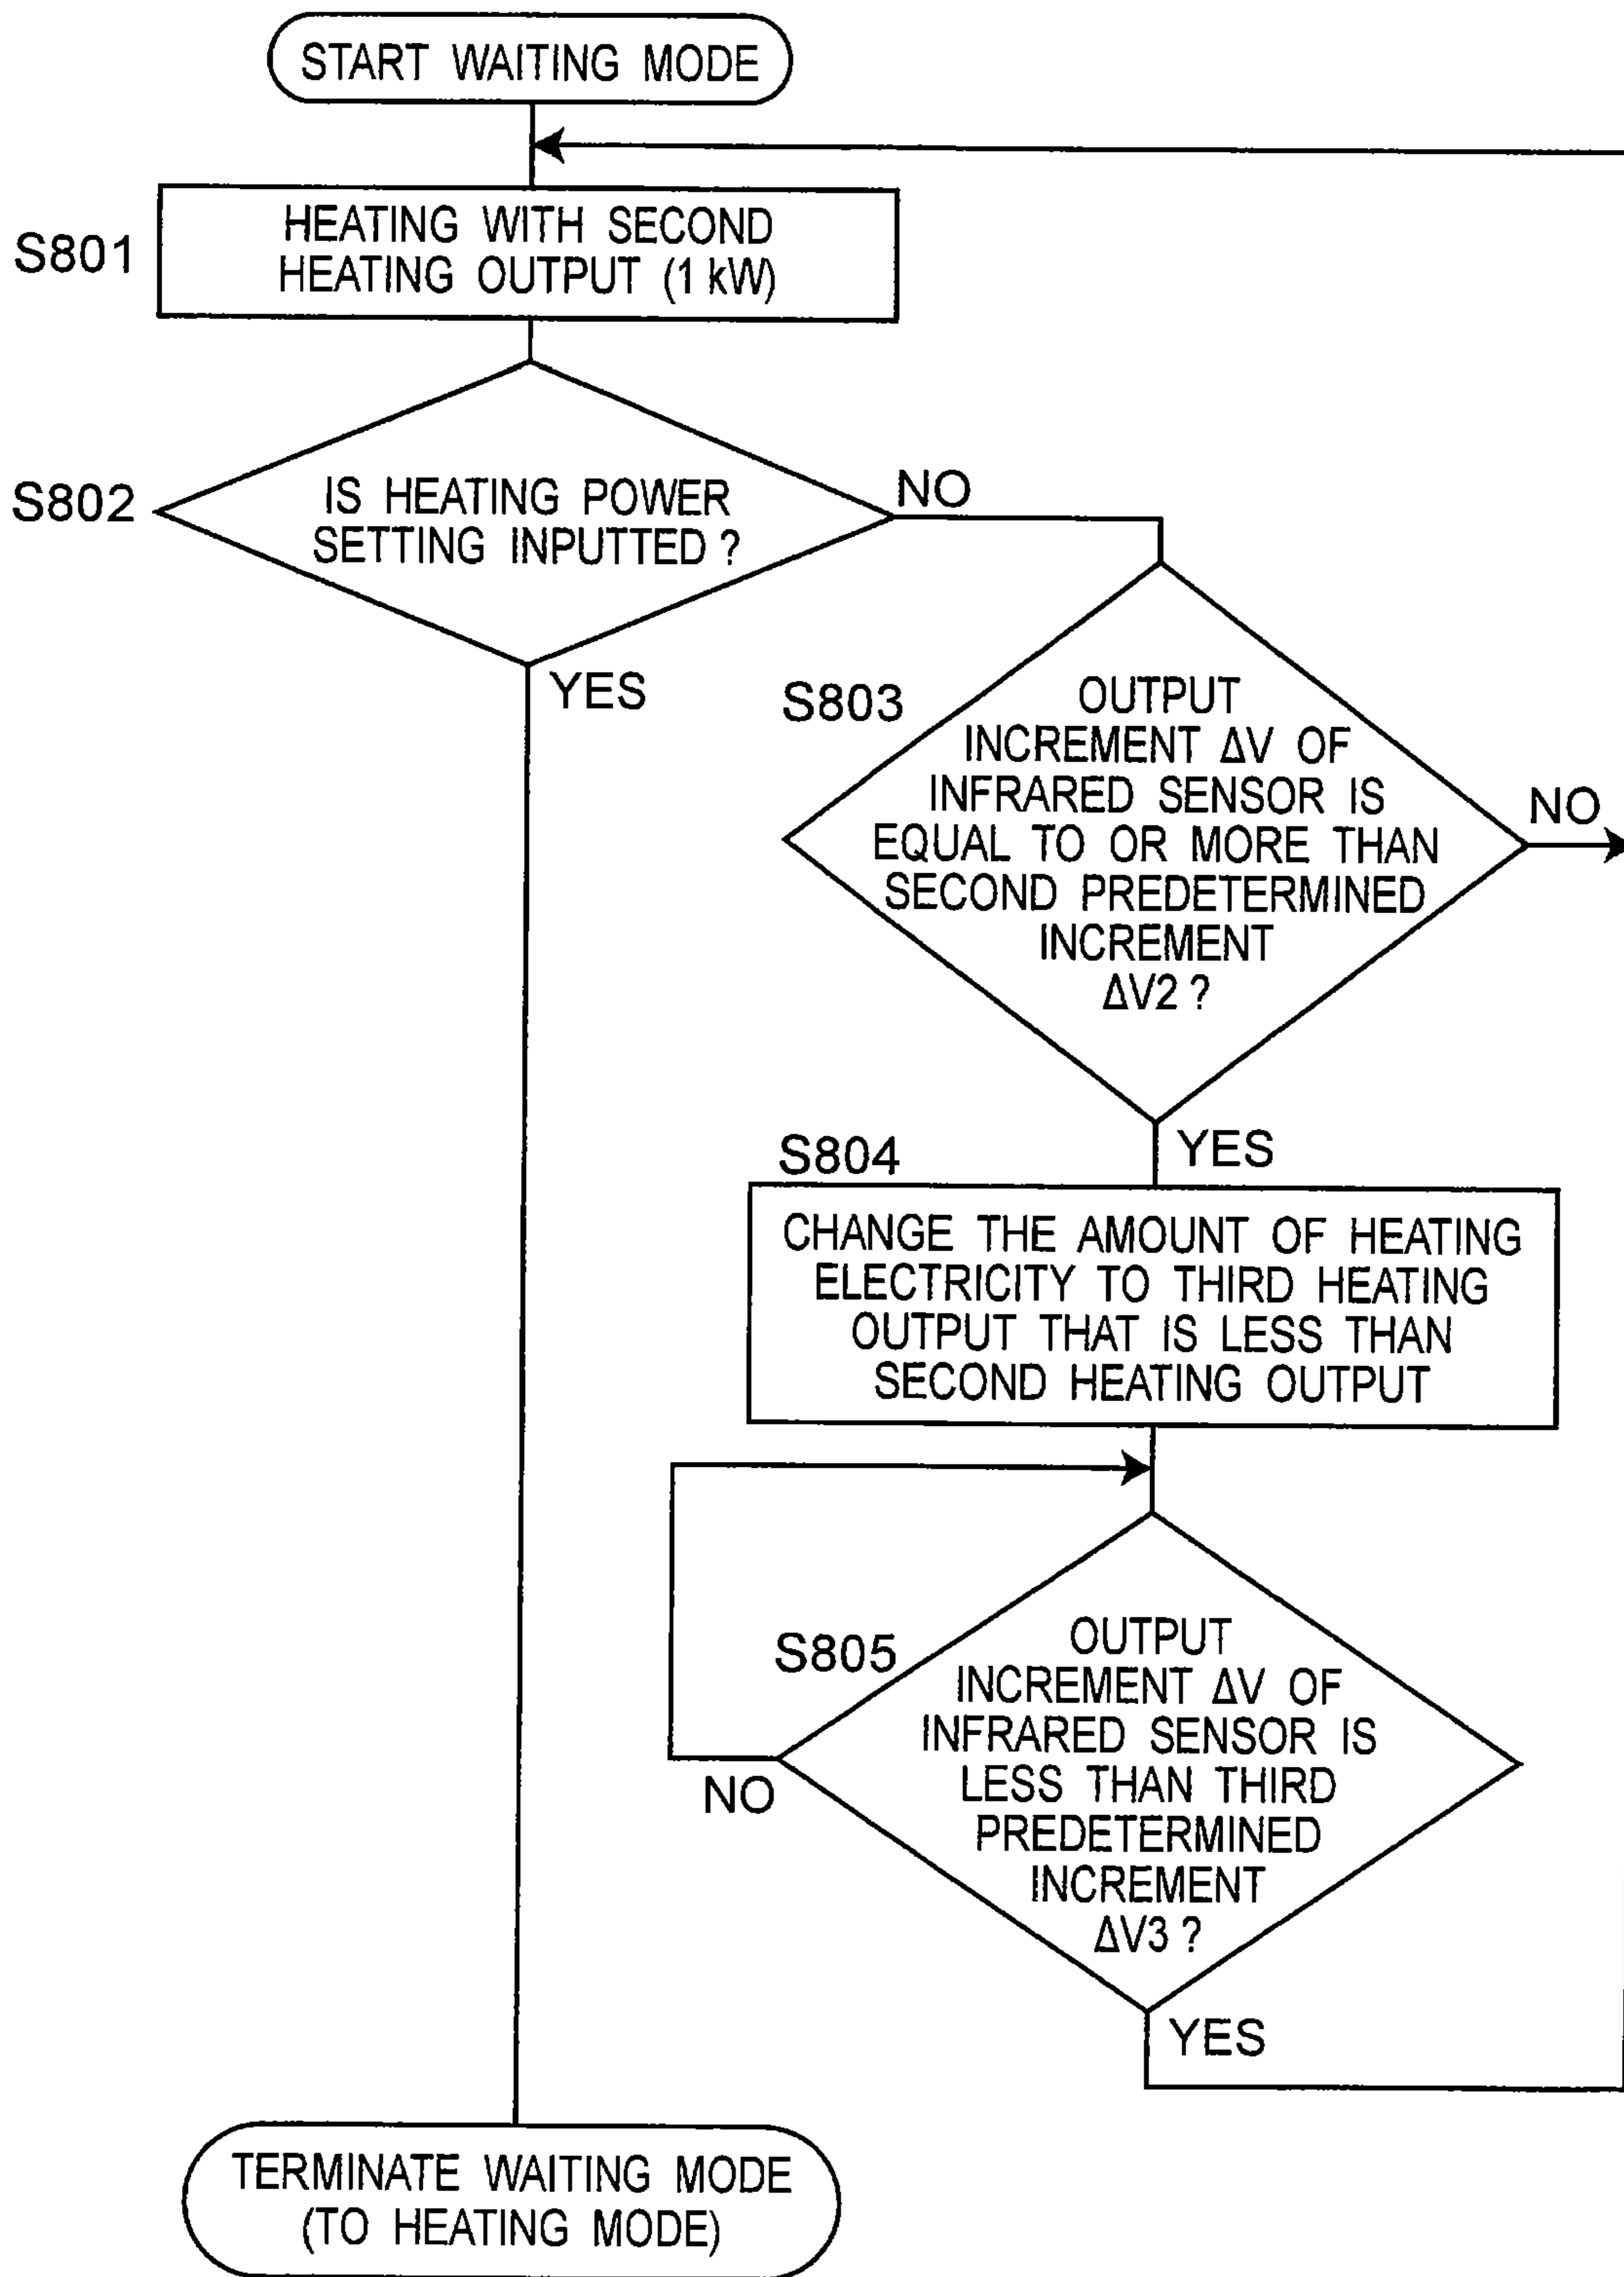 START WAITING MODE
S801
HEATING WITH SECOND
HEATING OUTPUT (1 kW)
S802
IS HEATING POWER
SETTING INPUTTED ?
NO
YES
S803
OUTPUT
INCREMENT ΔV OF
INFRARED SENSOR IS
EQUAL TO OR MORE THAN
SECOND PREDETERMINED
INCREMENT
ΔV2 ?
NO
YES
S804
CHANGE THE AMOUNT OF HEATING
ELECTRICITY TO THIRD HEATING
OUTPUT THAT IS LESS THAN
SECOND HEATING OUTPUT
S805
OUTPUT
INCREMENT ΔV OF
INFRARED SENSOR IS
LESS THAN THIRD
PREDETERMINED
INCREMENT
ΔV3 ?
NO
YES
TERMINATE WAITING MODE
(TO HEATING MODE)